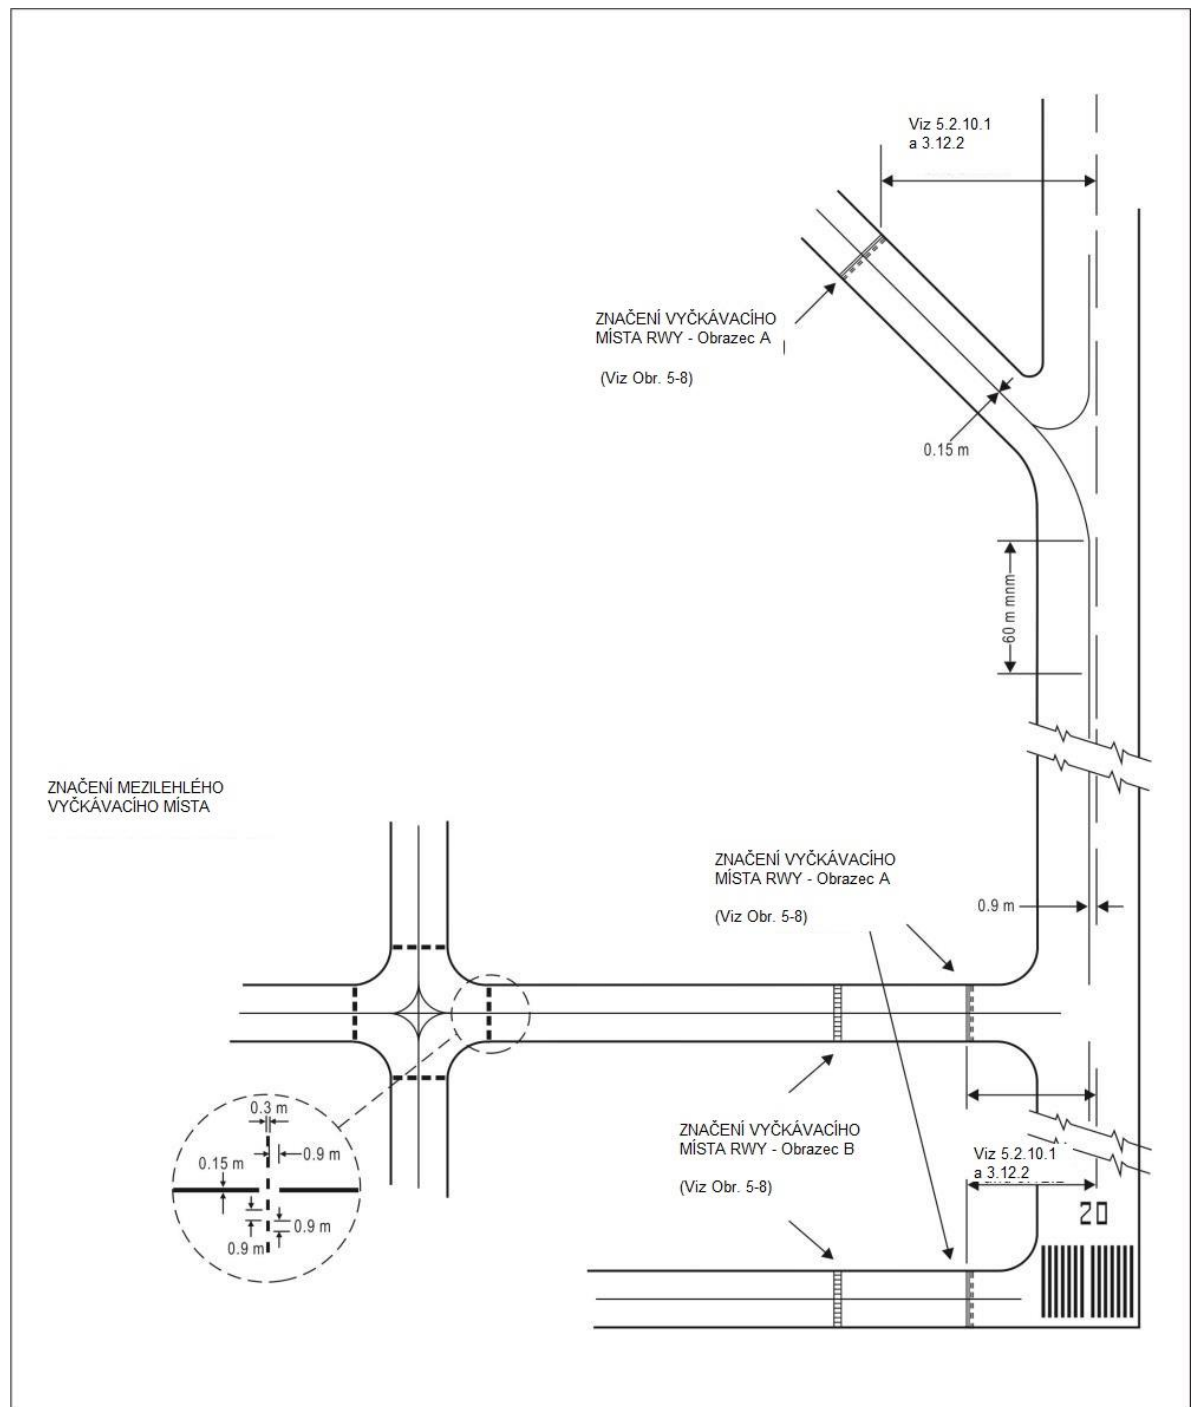 Viz 5.2.10.1
a 3.12.2
ZNAČENÍ VYČKÁVACÍHO
MÍSTA RWY - Obrazec A
(Viz Obr. 5-8)
0.15 m
60 m mnm
ZNAČENÍ MEZILEHLÉHO
VYČKÁVACÍHO MÍSTA
ZNAČENÍ VYČKÁVACÍHO
MÍSTA RWY - Obrazec A
(Viz Obr. 5-8)
0.9 m
0.3 m
0.9 m
0.15 m
0.9 m
0.9 m
ZNAČENÍ VYČKÁVACÍHO
MÍSTA RWY - Obrazec B
(Viz Obr. 5-8)
Viz 5.2.10.1
a 3.12.2
20